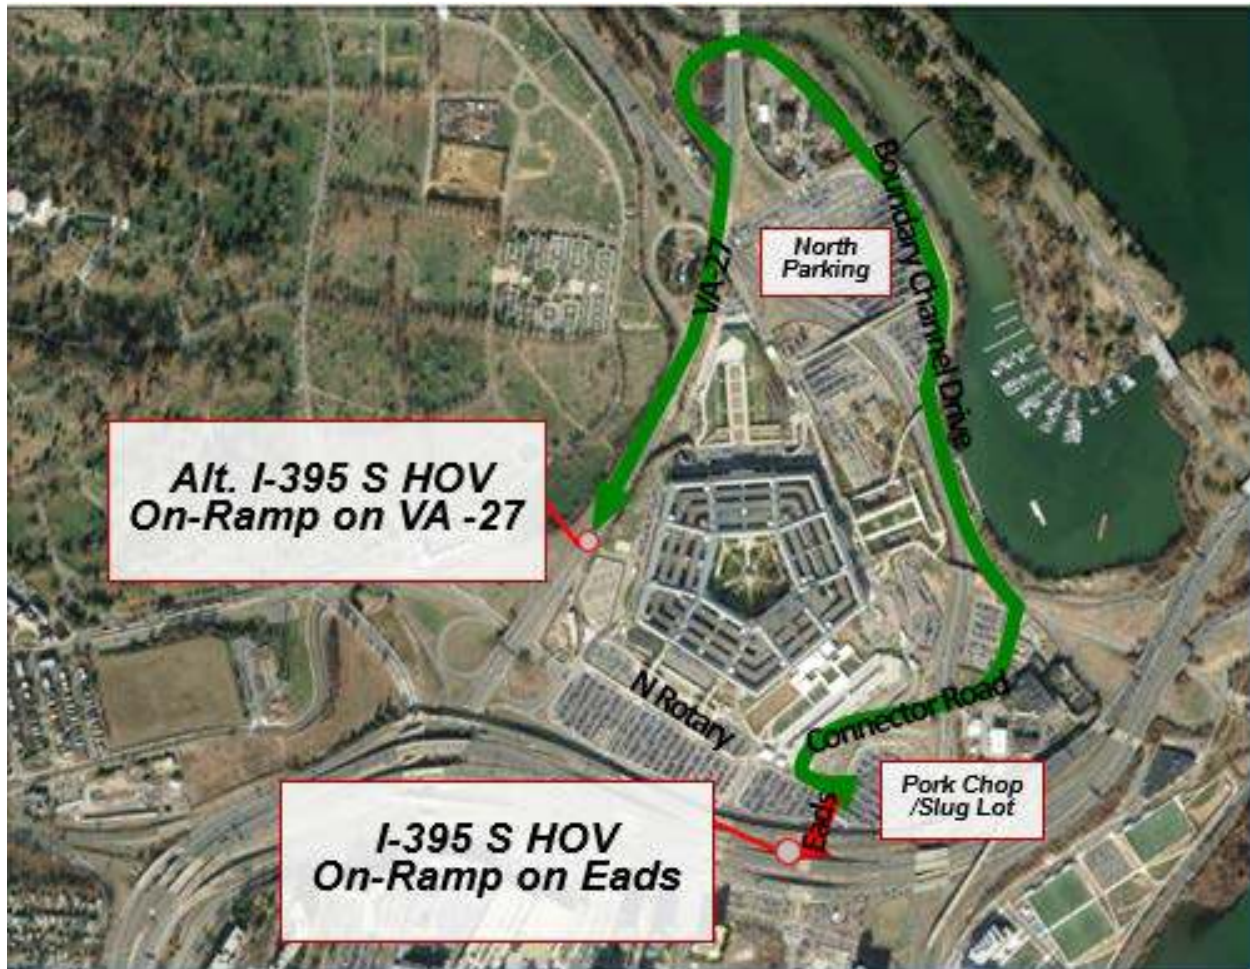 Boundary Channel Drive
North
Parking
VA-27
Alt. I-395 S HOV
On-Ramp on VA -27
N Rotary
Connector Road
Pork Chop
/Slug Lot
Eads
I-395 S HOV
On-Ramp on Eads